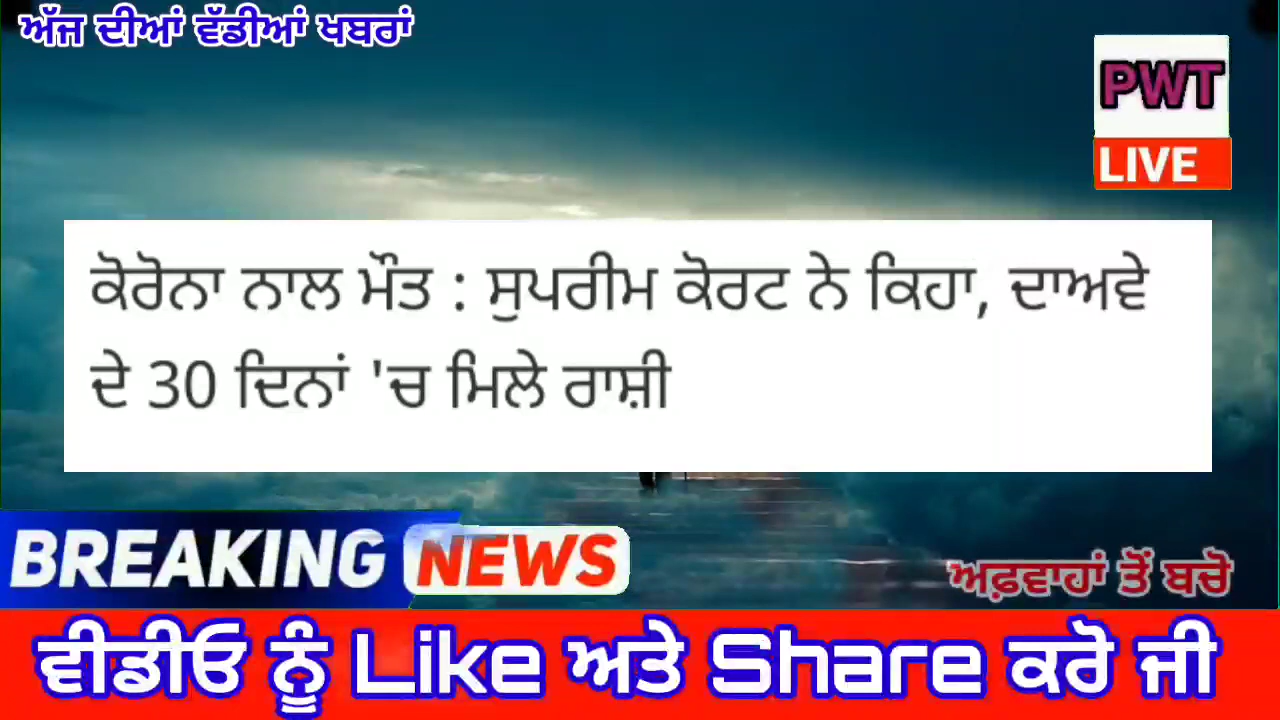 ਅੱਜ ਦੀਆਂ ਵੱਡੀਆਂ ਖਬਰਾਂ
PWT
LIVE
ਕੋਰੋਨਾ ਨਾਲ ਮੌਤ : ਸੁਪਰੀਮ ਕੋਰਟ ਨੇ ਕਿਹਾ, ਦਾਅਵੇ
ਦੇ 30 ਦਿਨਾਂ 'ਚ ਮਿਲੇ ਰਾਸ਼ੀ
BREAKING NEWS
ਅਫ਼ਵਾਹਾਂ ਤੋਂ ਬਚੋ
ਵੀਡੀਓ ਨੂੰ Like ਅਤੇ Share ਕਰੋ ਜੀ